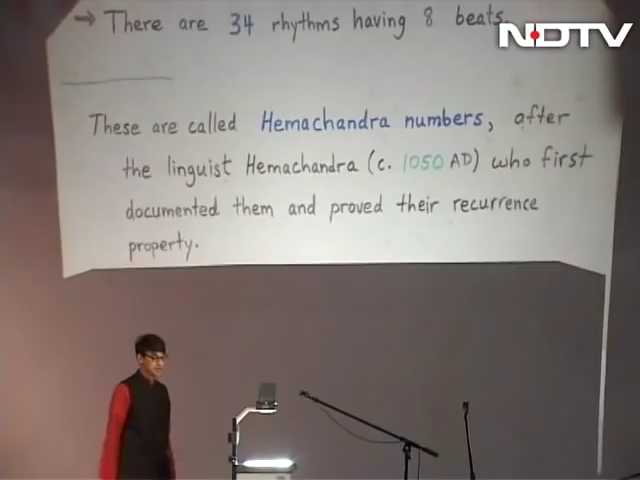 → There are 34 rhythms having 8 beats.
NDTV
These are called Hemachandra numbers, after
the linguist Hemachandra (c. 1050 AD) who first
documented them and proved their recurrence
property.